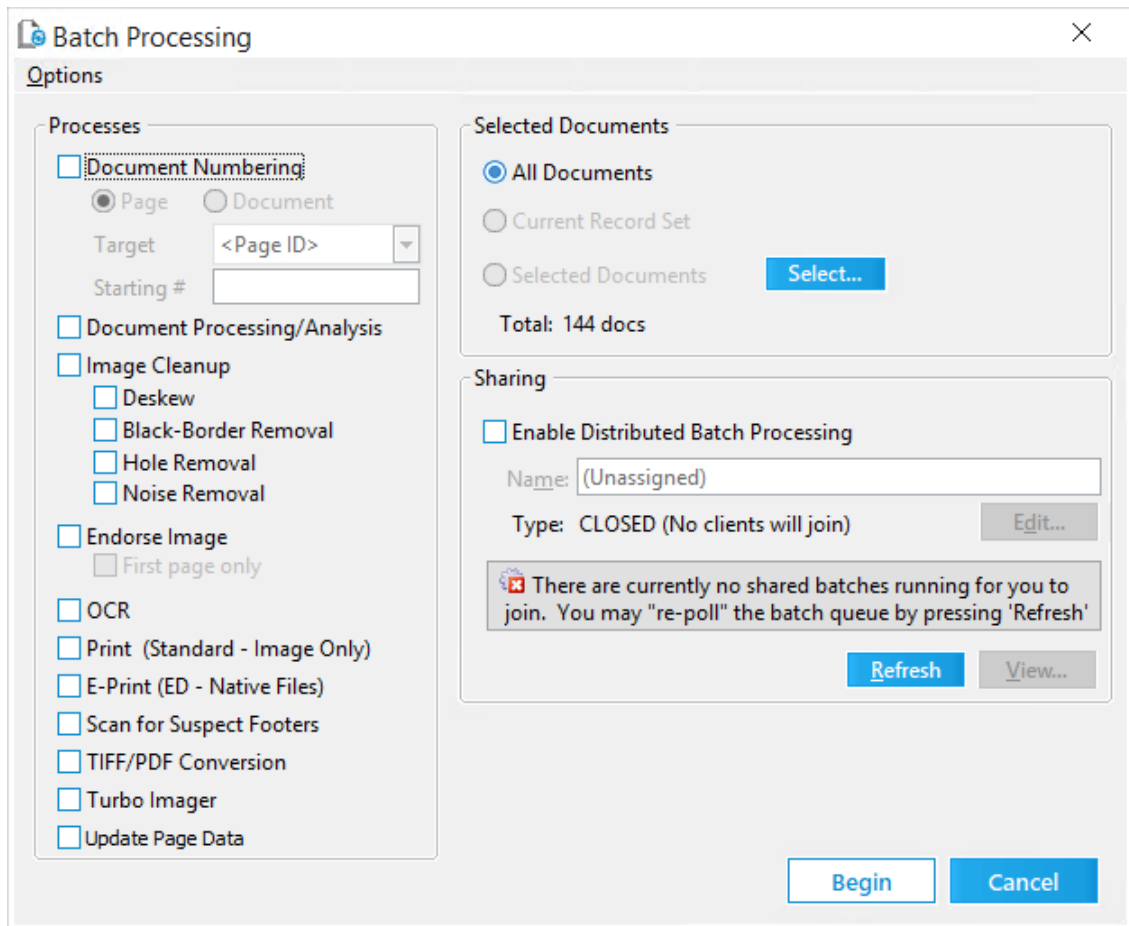 Batch Processing
Options
Processes
Document Numbering
Page Document
Target <Page ID>
Starting #
Document Processing/Analysis
Image Cleanup
Deskew
Black-Border Removal
Hole Removal
Noise Removal
Endorse Image
First page only
OCR
Print (Standard - Image Only)
E-Print (ED - Native Files)
Scan for Suspect Footers
TIFF/PDF Conversion
Turbo Imager
Update Page Data
Selected Documents
All Documents
Current Record Set
Selected Documents Select...
Total: 144 docs
Sharing
Enable Distributed Batch Processing
Name: (Unassigned)
Type: CLOSED (No clients will join) Edit...
There are currently no shared batches running for you to
join. You may "re-poll" the batch queue by pressing 'Refresh'
Refresh View...
Begin Cancel